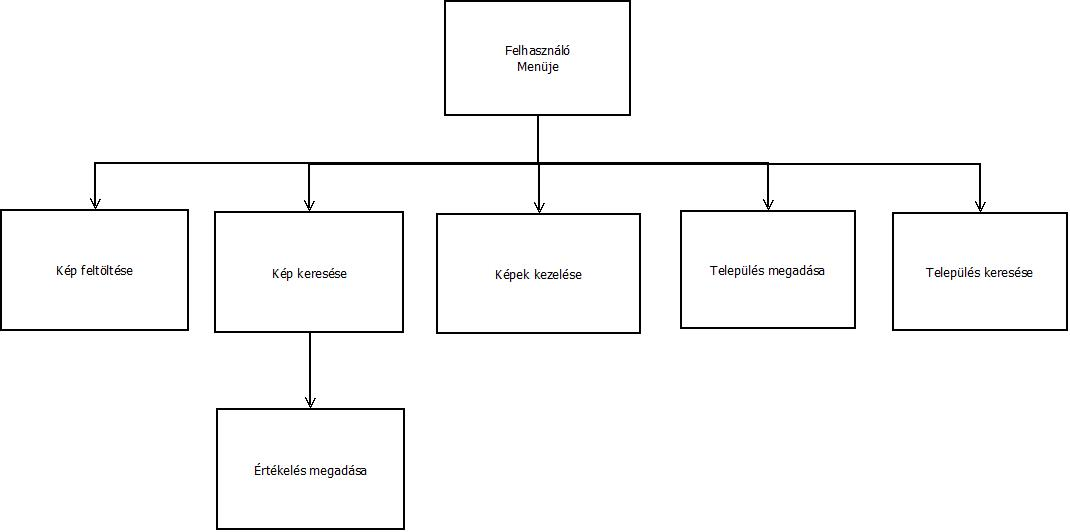 Felhasználó
Menüje
Kép feltöltése
Kép keresése
Képek kezelése
Település megadása
Település keresése
Értékelés megadása